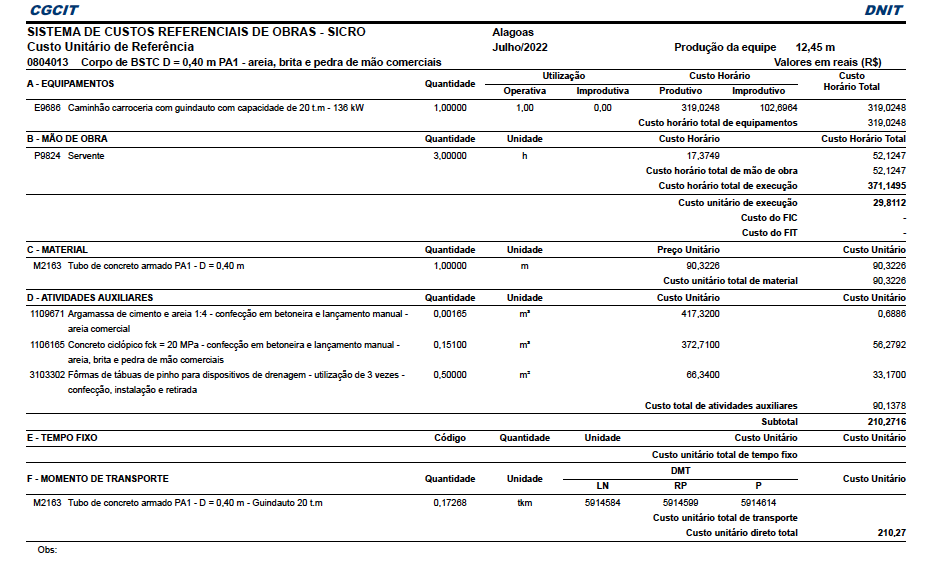 CGCIT DNIT
SISTEMA DE CUSTOS REFERENCIAIS DE OBRAS - SICRO Alagoas
Custo Unitário de Referência Julho/2022 Produção da equipe 12,45 m
0804013 Corpo de BSTC D = 0,40 m PA1 - areia, brita e pedra de mão comerciais Valores em reais (R$)
A - EQUIPAMENTOS Quantidade Utilização Custo Horário Custo Horário Total
Operativa Improdutiva Produtivo Improdutivo
E9686 Caminhão carroceria com guindauto com capacidade de 20 t.m - 136 kW 1,00000 1,00 0,00 319,0248 102,6964 319,0248
Custo horário total de equipamentos 319,0248
B - MÃO DE OBRA Quantidade Unidade Custo Horário Custo Horário Total
P9824 Servente 3,00000 h 17,3749 52,1247
Custo horário total de mão de obra 52,1247
Custo horário total de execução 371,1495
Custo unitário de execução 29,8112
Custo do FIC -
Custo do FIT -
C - MATERIAL Quantidade Unidade Preço Unitário Custo Unitário
M2163 Tubo de concreto armado PA1 - D = 0,40 m 1,00000 m 90,3226 90,3226
Custo unitário total de material 90,3226
D - ATIVIDADES AUXILIARES Quantidade Unidade Custo Unitário Custo Unitário
1109671 Argamassa de cimento e areia 1:4 - confecção em betoneira e lançamento manual - 0,00165 m³ 417,3200 0,6886
areia comercial
1106165 Concreto ciclópico fck = 20 MPa - confecção em betoneira e lançamento manual - 0,15100 m³ 372,7100 56,2792
areia, brita e pedra de mão comerciais
3103302 Fôrmas de tábuas de pinho para dispositivos de drenagem - utilização de 3 vezes - 0,50000 m² 66,3400 33,1700
confecção, instalação e retirada
Custo total de atividades auxiliares 90,1378
Subtotal 210,2716
E - TEMPO FIXO Código Quantidade Unidade Custo Unitário Custo Unitário
Custo unitário total de tempo fixo
F - MOMENTO DE TRANSPORTE Quantidade Unidade DMT Custo Unitário
LN RP P
M2163 Tubo de concreto armado PA1 - D = 0,40 m - Guindauto 20 t.m 0,17268 tkm 5914584 5914599 5914614
Custo unitário total de transporte
Custo unitário direto total 210,27
Obs: